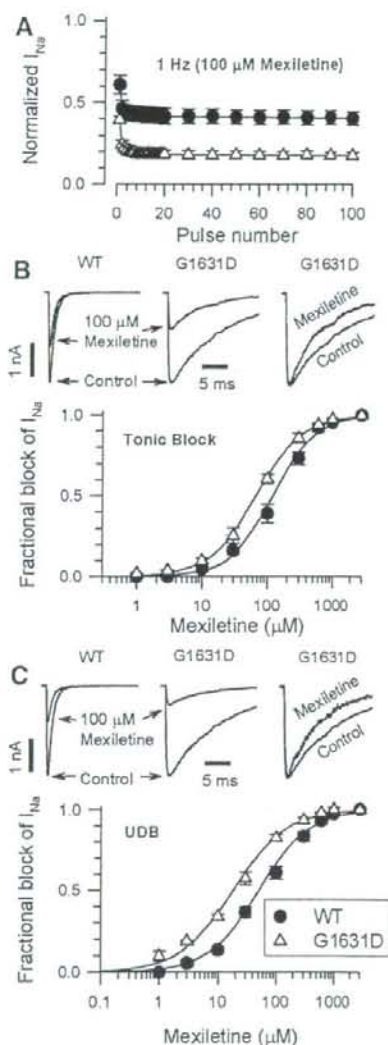 A
Normalized I Na
1.0
0.5
0.0
1 Hz (100 μM Mexiletine)
0 20 40 60 80 100
Pulse number
B
WT G1631D G1631D
100 μM
Mexiletine
Control
1 nA
5 ms
Mexiletine
Control
Fractional block of I Na
1.0
0.5
0.0
Tonic Block
1 10 100 1000
Mexiletine (μM)
C
WT G1631D G1631D
100 μM
Mexiletine
Control
1 nA
5 ms
Mexiletine
Control
Fractional block of I Na
1.0
0.5
0.0
UDB
WT
G1631D
0.1 1 10 100 1000
Mexiletine (μM)